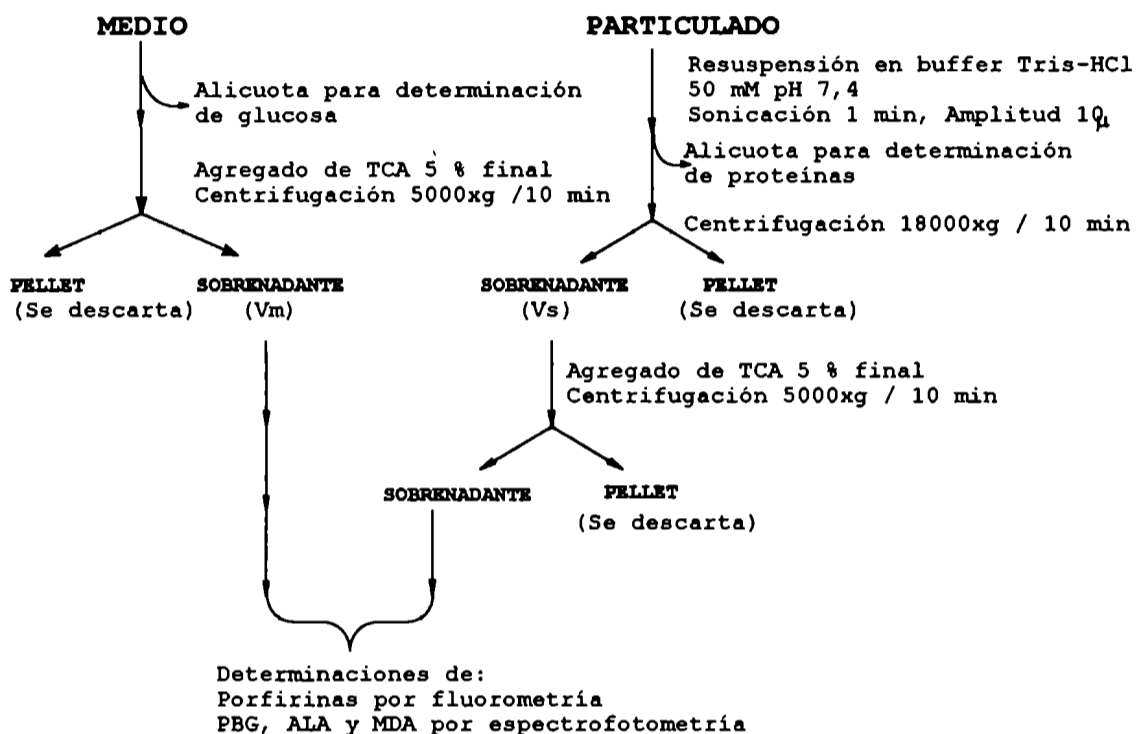 MEDIO
Alicuota para determinación
de glucosa
Agregado de TCA 5 % final
Centrifugación 5000xg /10 min
PELLET
(Se descarta)
SOBRENADANTE
(Vm)
PARTICULADO
Resuspensión en buffer Tris-HCl
50 mM pH 7,4
Sonicación 1 min, Amplitud 10μ
Alicuota para determinación
de proteínas
Centrifugación 18000xg / 10 min
SOBRENADANTE
(Vs)
PELLET
(Se descarta)
Agregado de TCA 5 % final
Centrifugación 5000xg / 10 min
SOBRENADANTE
PELLET
(Se descarta)
Determinaciones de:
Porfirinas por fluorometría
PBG, ALA y MDA por espectrofotometría